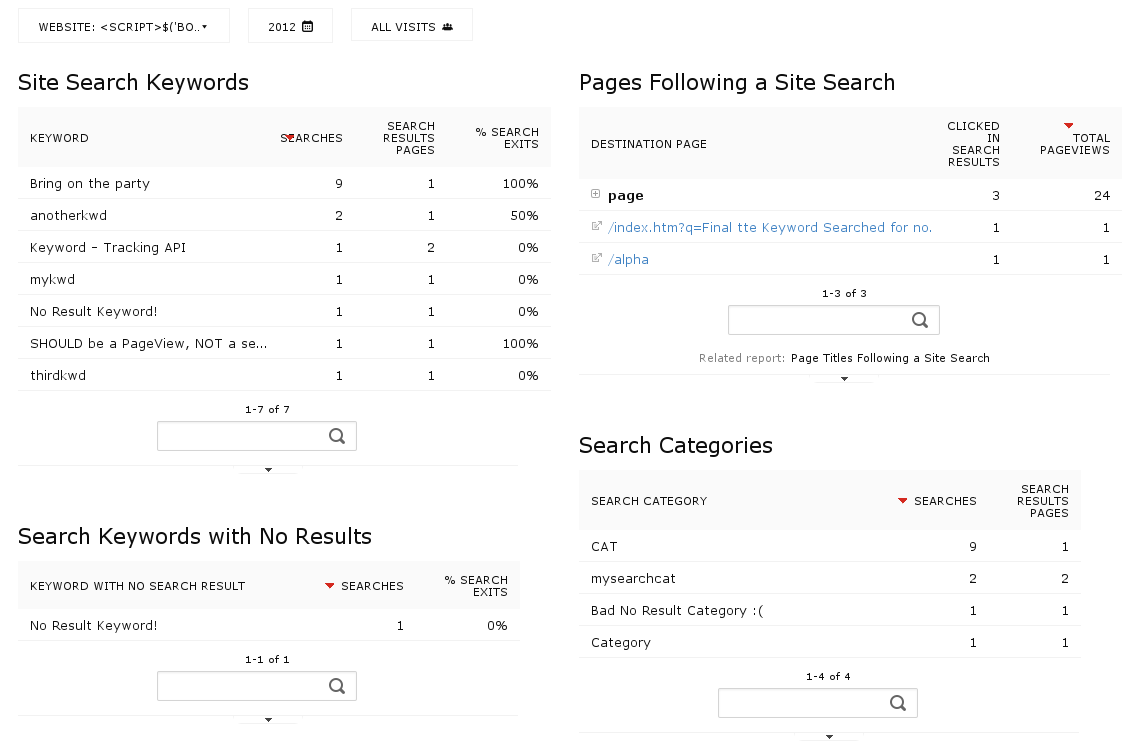 WEBSITE: <SCRIPT>$('BO.. 2012 ALL VISITS
Site Search Keywords
KEYWORD SEARCHES SEARCH RESULTS PAGES % SEARCH EXITS
Bring on the party 9 1 100%
anotherkwd 2 1 50%
Keyword - Tracking API 1 2 0%
mykwd 1 1 0%
No Result Keyword! 1 1 0%
SHOULD be a PageView, NOT a se... 1 1 100%
thirdkwd 1 1 0%
1-7 of 7
Search Keywords with No Results
KEYWORD WITH NO SEARCH RESULT SEARCHES % SEARCH EXITS
No Result Keyword! 1 0%
1-1 of 1
Pages Following a Site Search
DESTINATION PAGE CLICKED IN SEARCH RESULTS TOTAL PAGEVIEWS
page 3 24
/index.htm?q=Final tte Keyword Searched for no. 1 1
/alpha 1 1
1-3 of 3
Related report: Page Titles Following a Site Search
Search Categories
SEARCH CATEGORY SEARCHES SEARCH RESULTS PAGES
CAT 9 1
mysearchcat 2 2
Bad No Result Category :( 1 1
Category 1 1
1-4 of 4